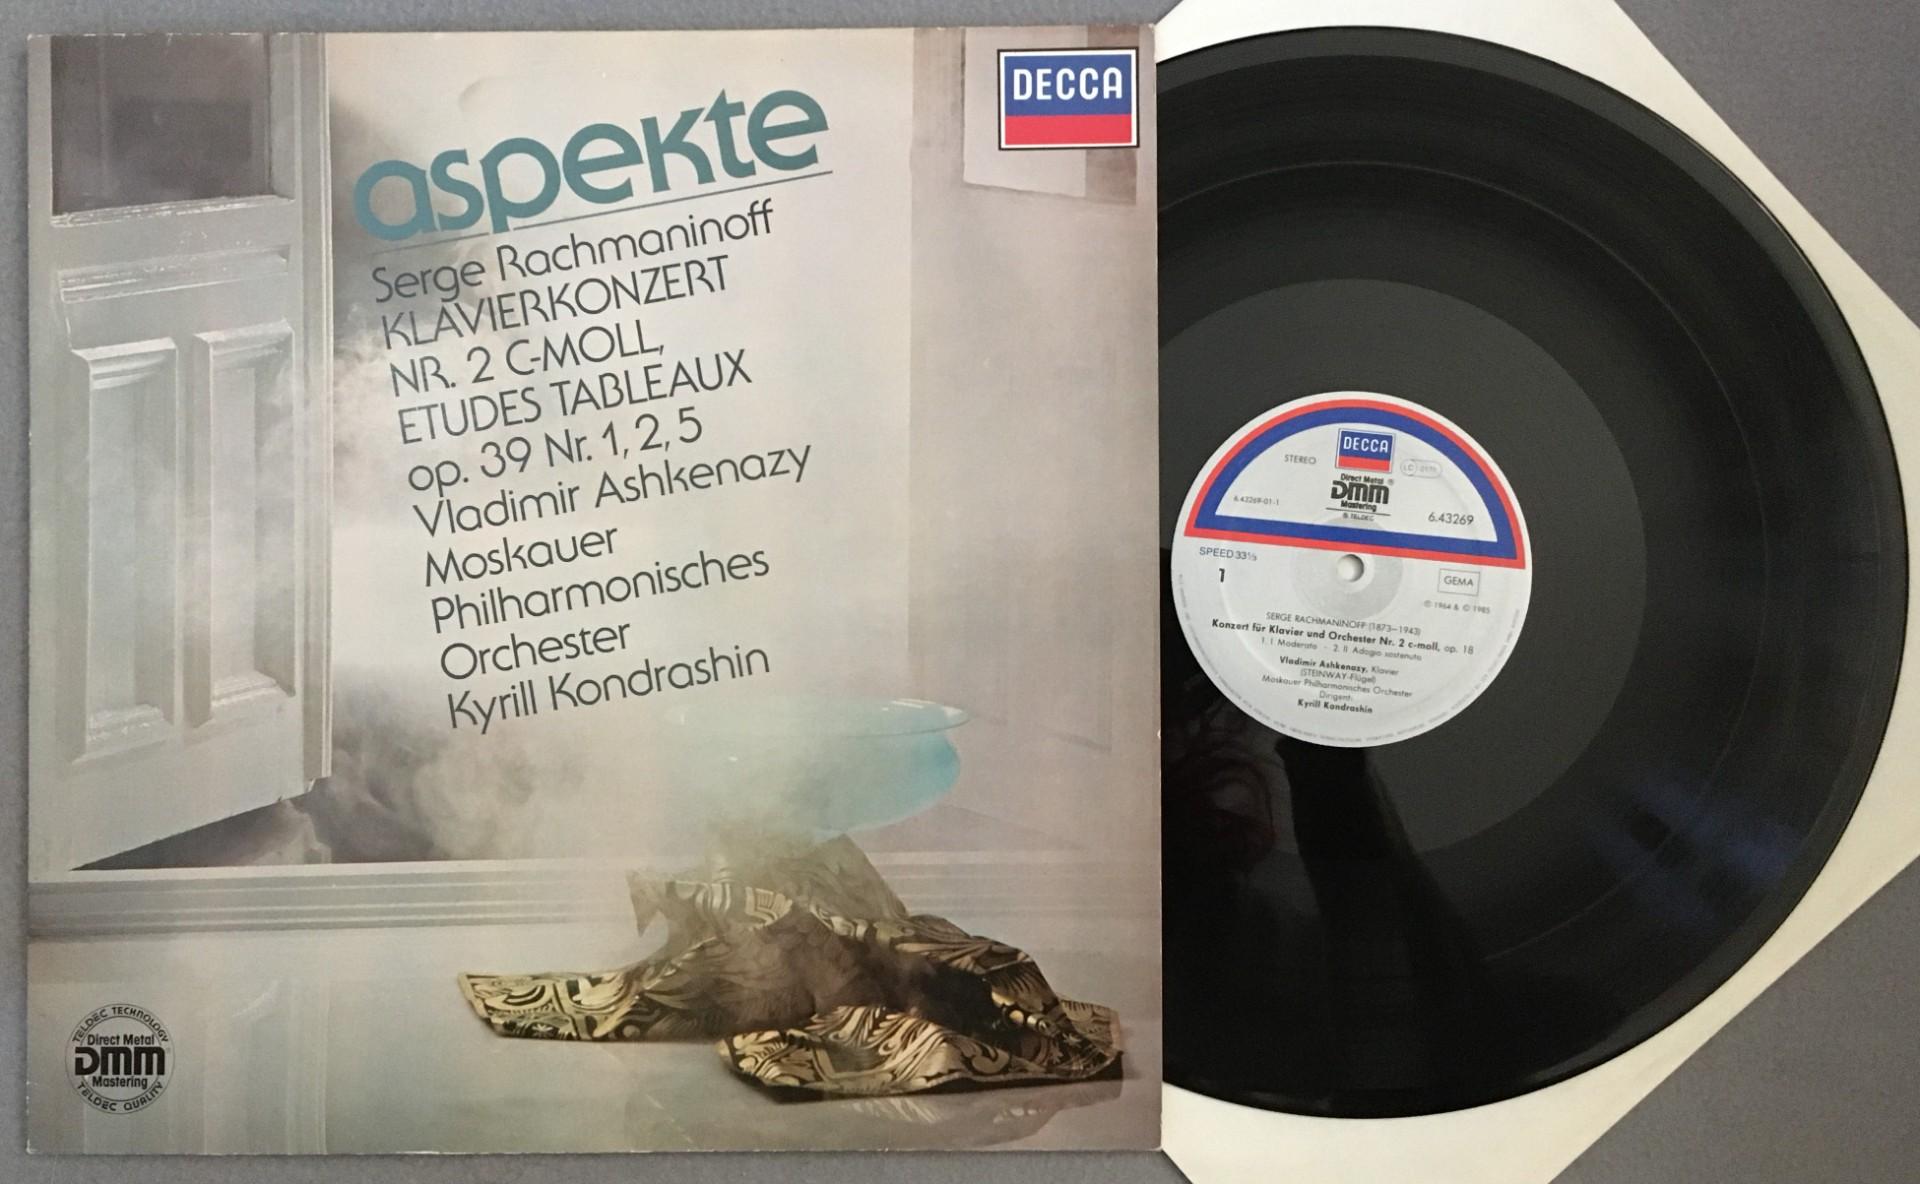 aspekte
Serge Rachmaninoff
KLAVIERKONZERT
NR. 2 C-MOLL,
ETUDES TABLEAUX
op. 39 Nr. 1, 2, 5
Vladimir Ashkenazy
Moskauer
Philharmonisches
Orchester
Kyrill Kondrashin
DECCA
TELDEC TECHNOLOGY
Direct Metal
DMM
Mastering
TELDEC QUALITY
DECCA
STEREO
LC
Direct Metal ®
DMM
Mastering
® TELDEC
6.43269-01-1
6.43269
SPEED 33⅓
1
GEMA
℗ 1964 & © 1985
SERGE RACHMANINOFF (1873–1943)
Konzert für Klavier und Orchester Nr. 2 c-moll, op. 18
1. I Moderato - 2. II Adagio sostenuto
Vladimir Ashkenazy, Klavier
(STEINWAY-Flügel)
Moskauer Philharmonisches Orchester
Dirigent:
Kyrill Kondrashin